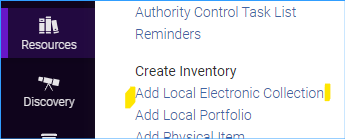 Authority Control Task List
Reminders
Resources
Create Inventory
Add Local Electronic Collection
Discovery
Add Local Portfolio
Add Physical Item